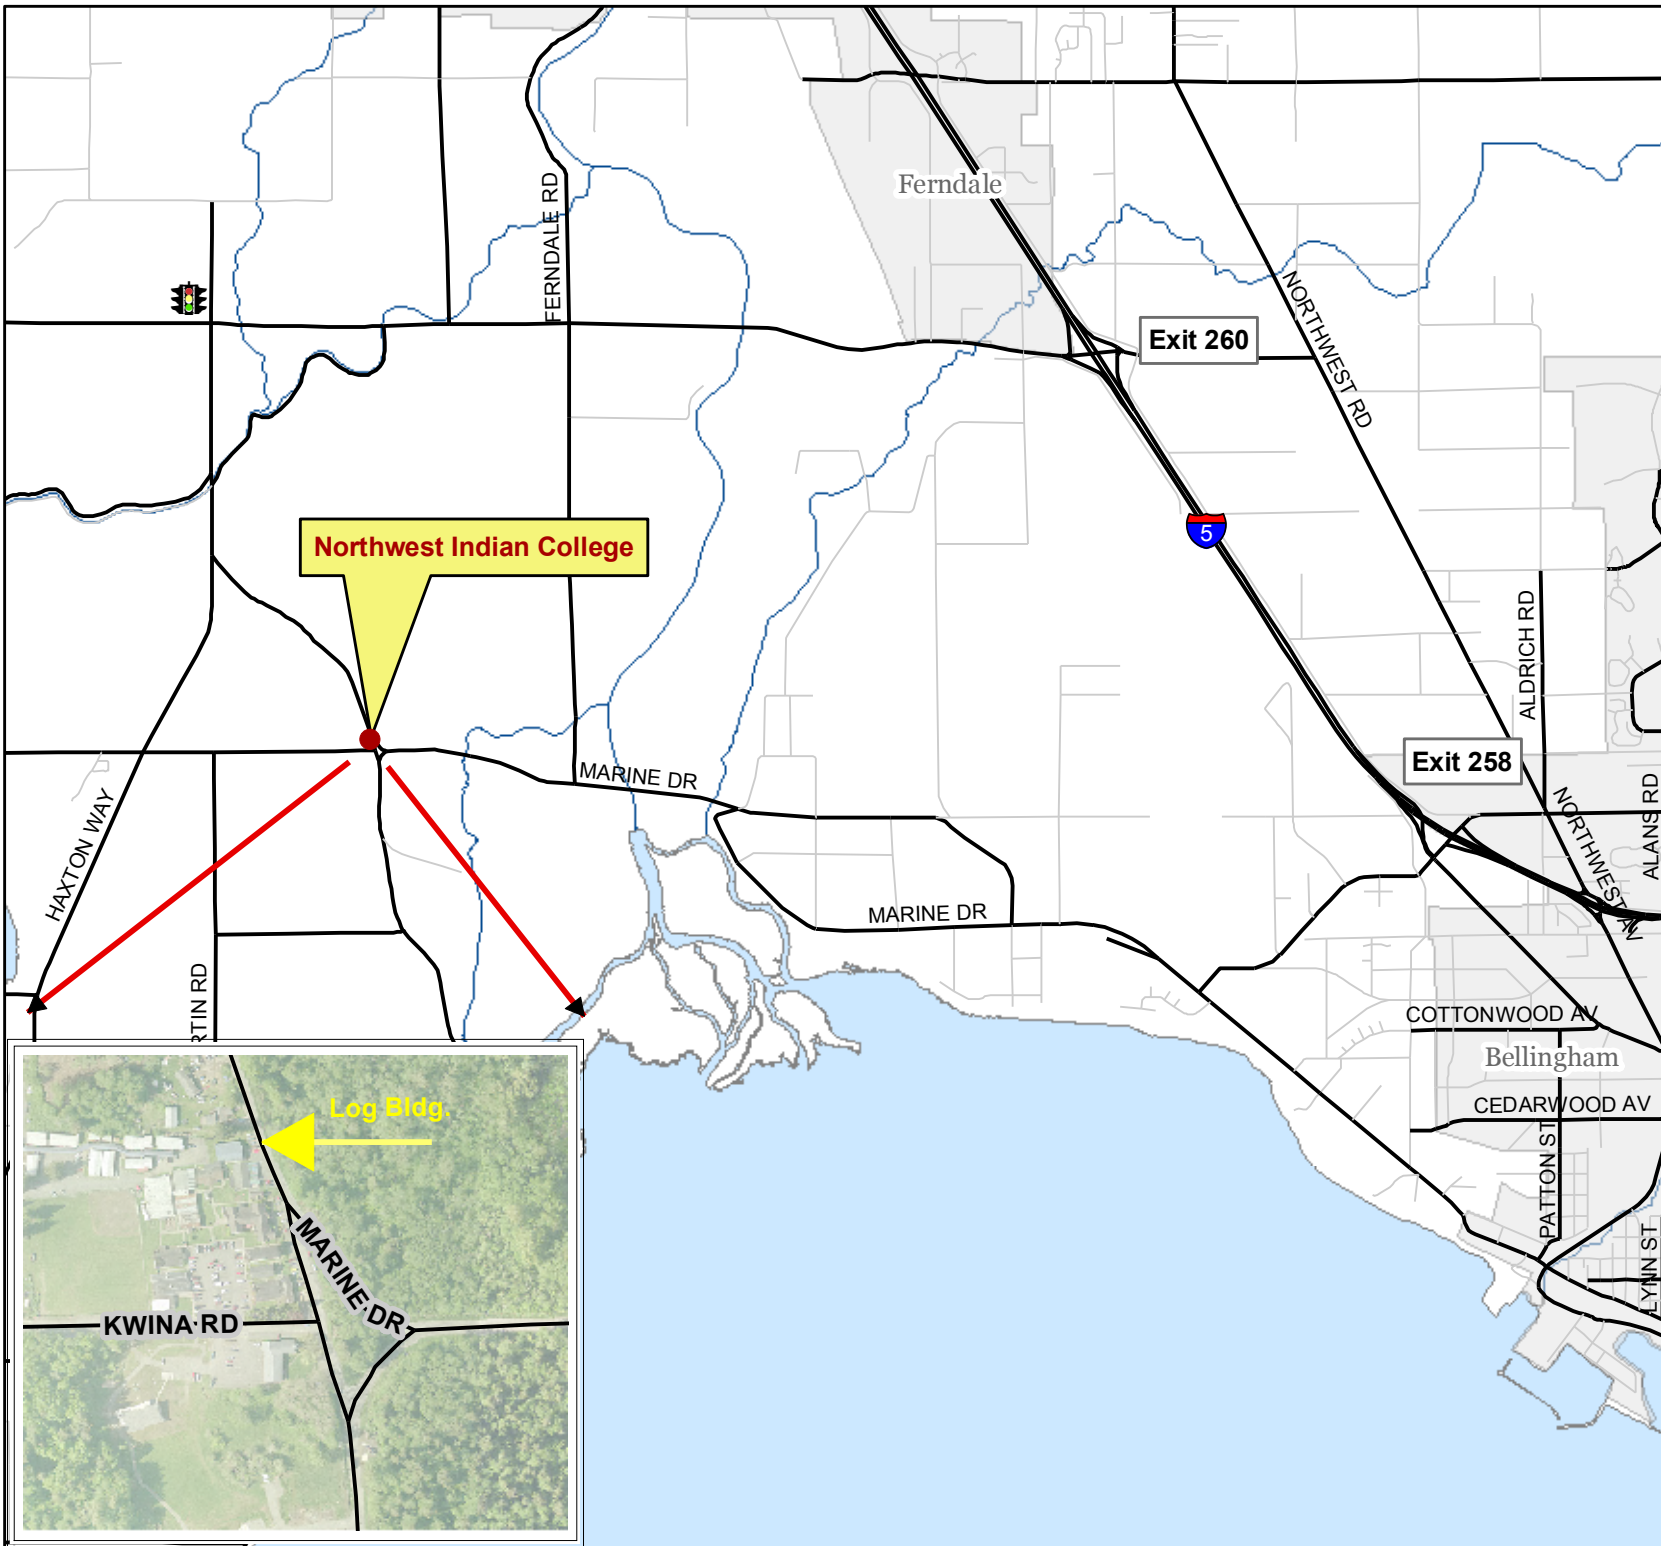 Ferndale
FERNDALE RD
Exit 260
NORTHWEST RD
5
Northwest Indian College
ALDRICH RD
Exit 258
MARINE DR
HAXTON WAY
NORTHWEST AV
ALANS RD
MARINE DR
RTIN RD
COTTONWOOD AV
Bellingham
CEDARWOOD AV
PATTON ST
LYNN ST
Log Bldg.
MARINE DR
KWINA RD